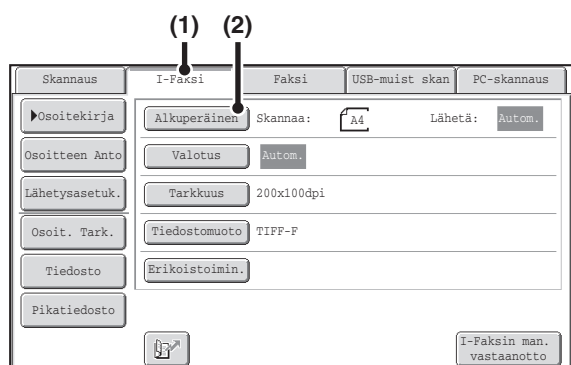 (1) (2)
Skannaus I-Faksi Faksi USB-muist skan PC-skannaus
Osoitekirja Alkuperäinen Skannaa: A4 Lähetä: Autom.
Osoitteen Anto Valotus Autom.
Lähetysasetuk. Tarkkuus 200x100dpi
Osoit. Tark. Tiedostomuoto TIFF-F
Tiedosto Erikoistoimin.
Pikatiedosto
I-Faksin man.
vastaanotto